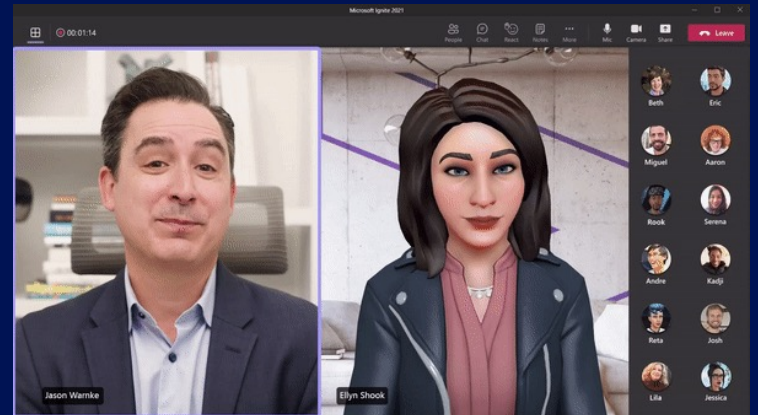 Microsoft Ignite 2021
00:01:14
People Chat React Notes More Mic Camera Share Leave
Beth Eric
Miguel Aaron
Rook Serena
Andre Kadji
Reta Josh
Jason Warnke Ellyn Shook Lila Jessica